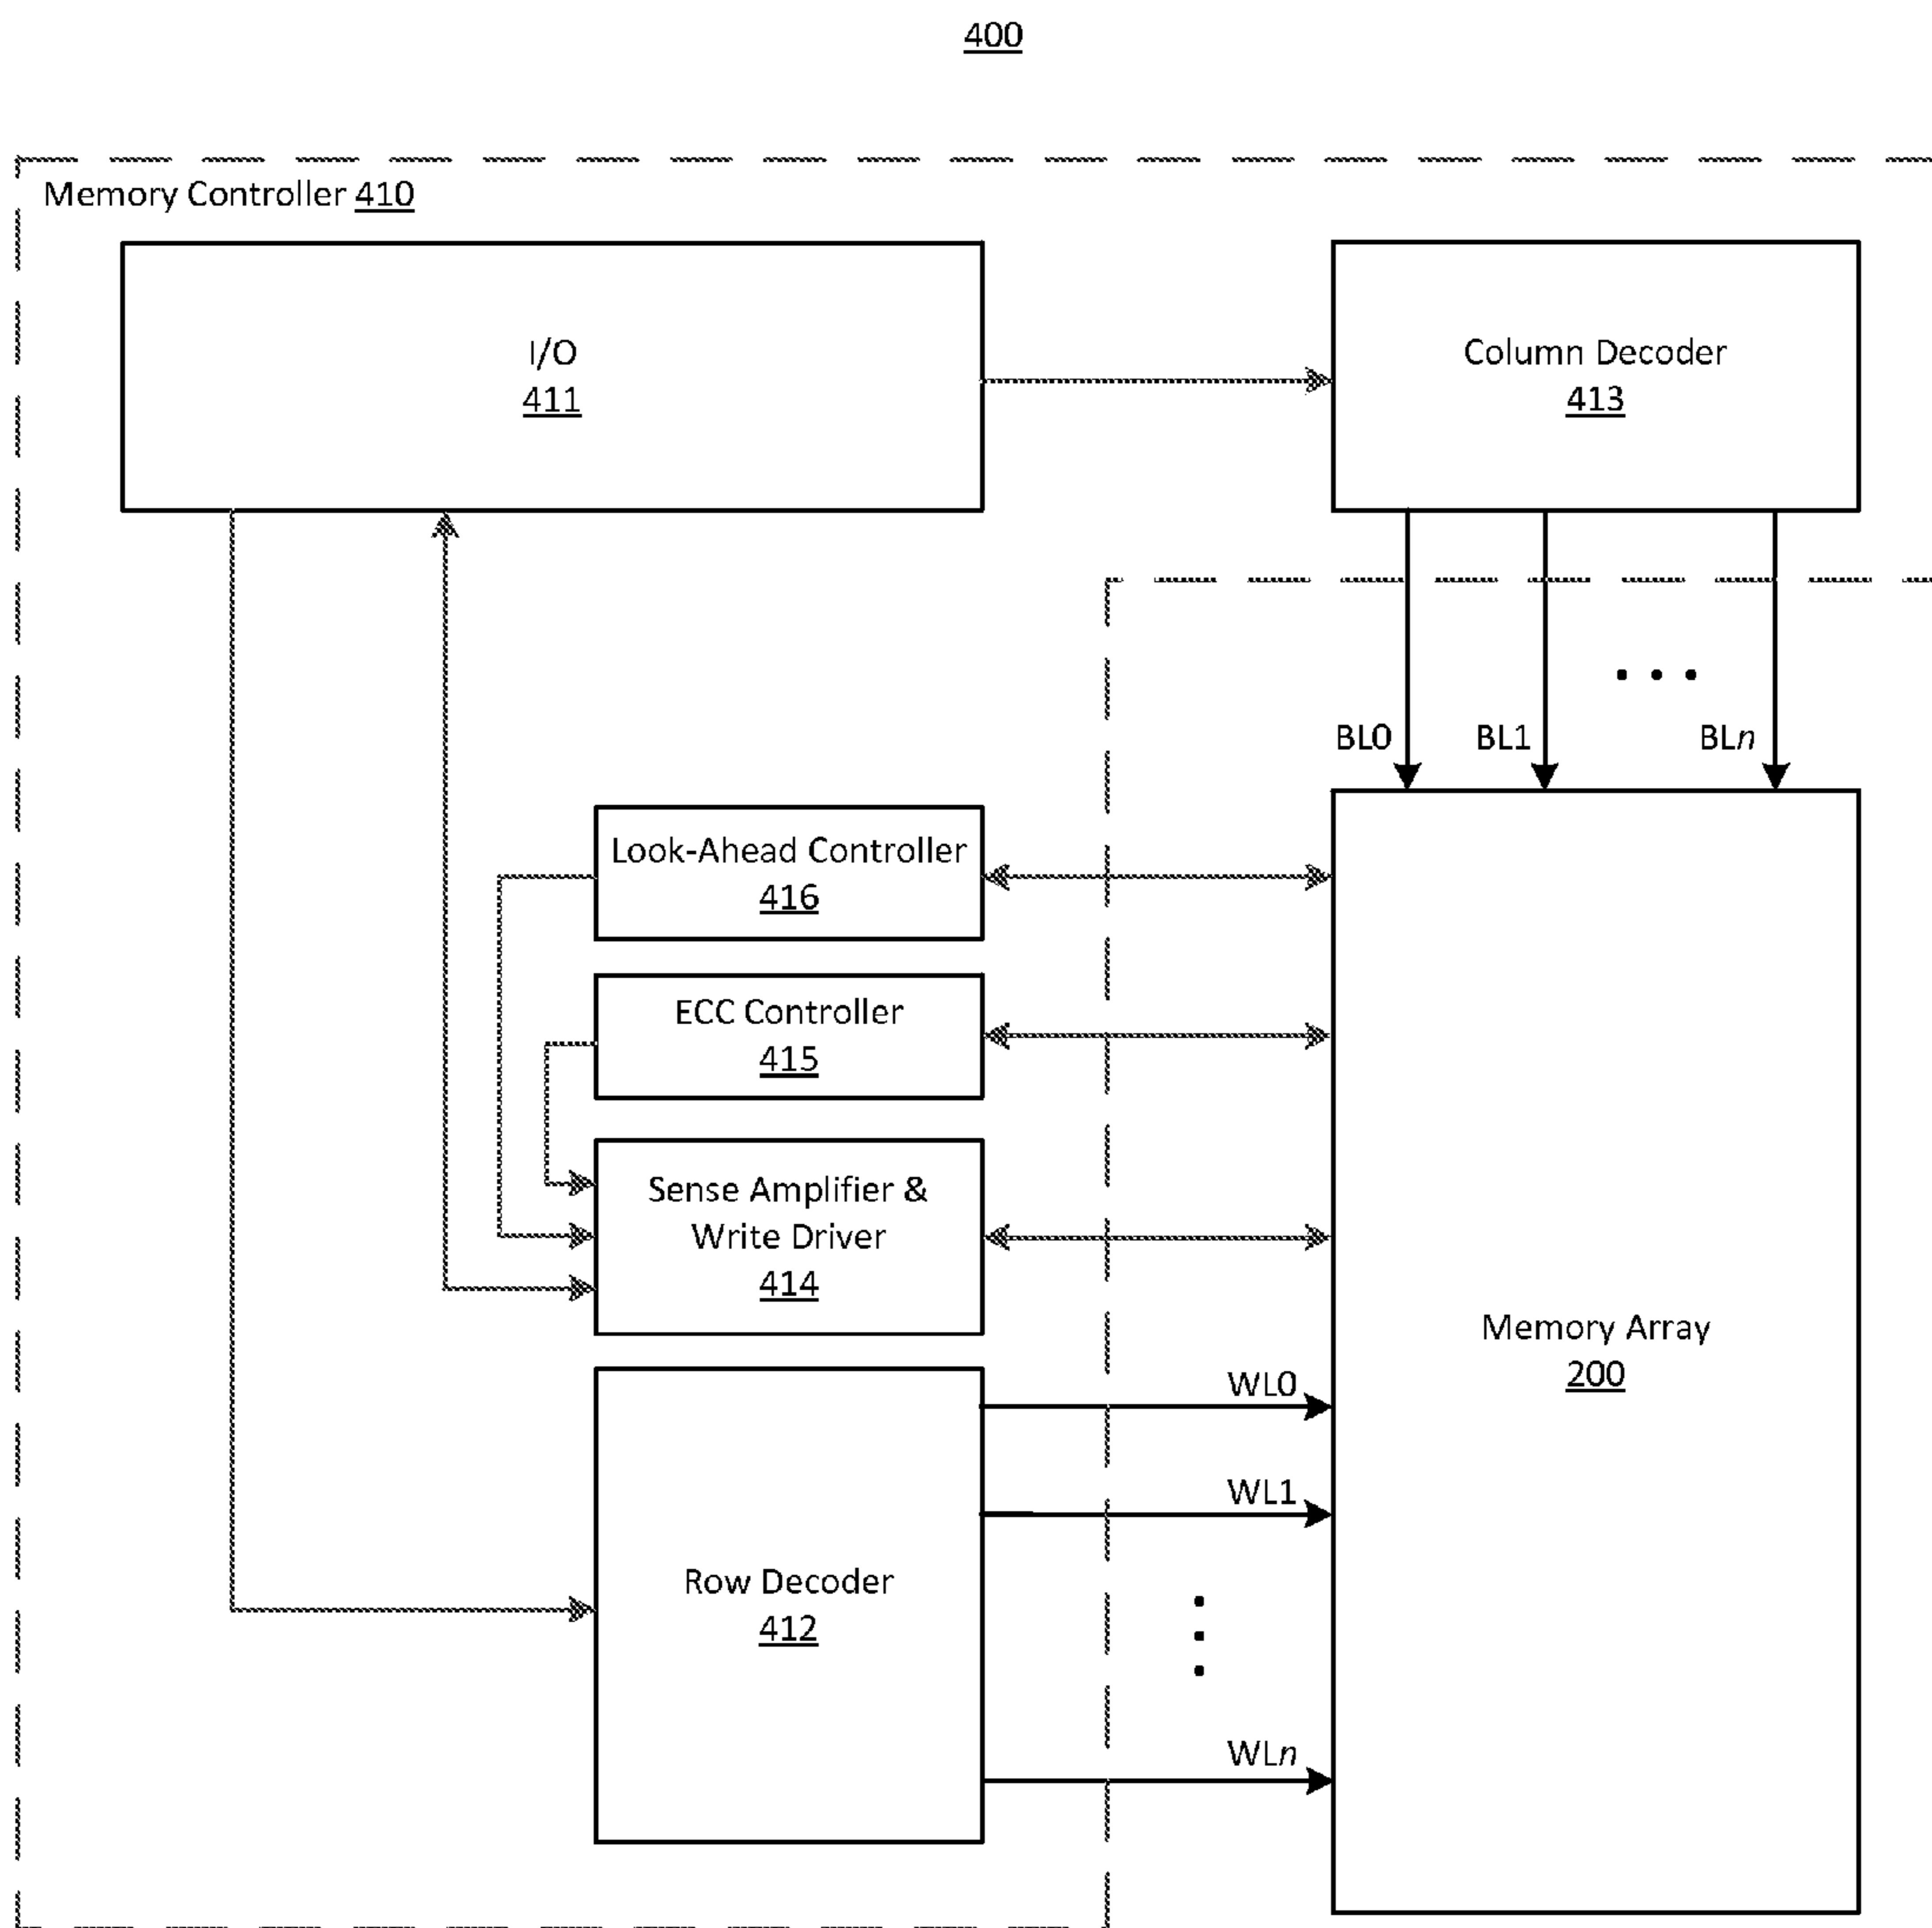 400
Memory Controller 410
I/O
411
Column Decoder
413
BL0
BL1
BLn
Look-Ahead Controller
416
ECC Controller
415
Sense Amplifier &
Write Driver
414
Memory Array
200
WL0
WL1
Row Decoder
412
WLn